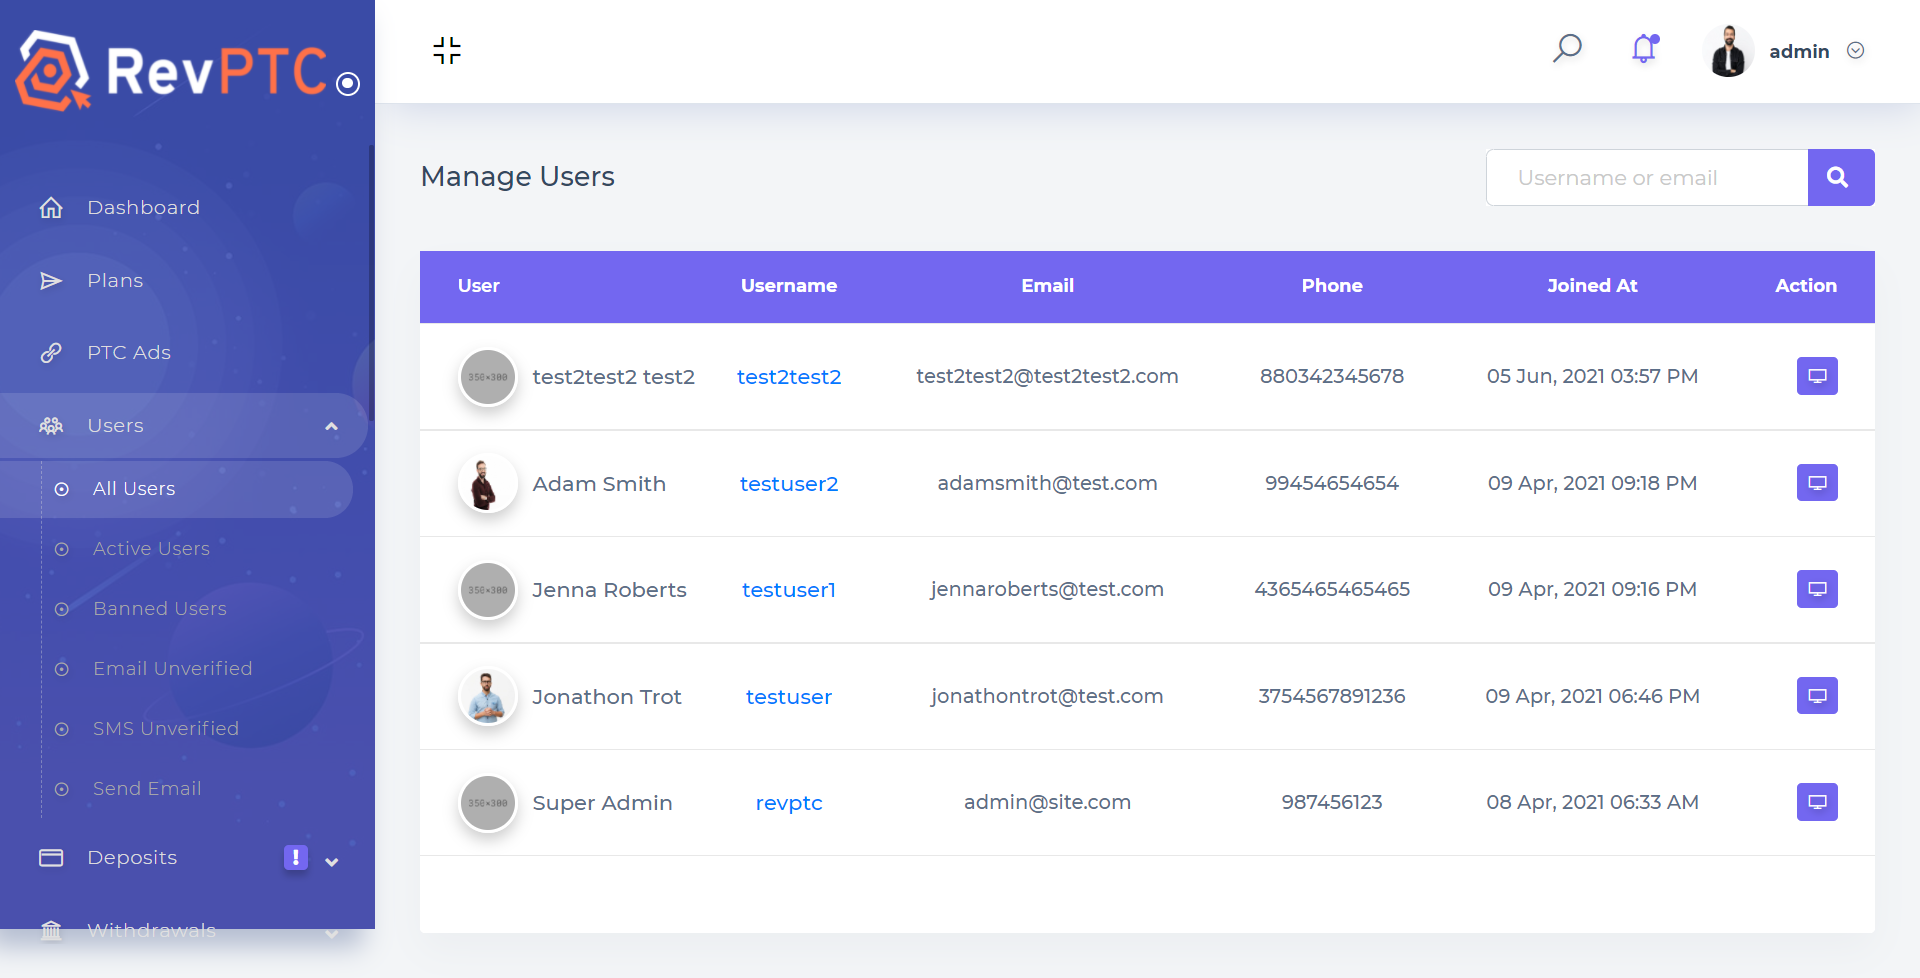 RevPTC
admin
Dashboard
Plans
PTC Ads
Users
All Users
Active Users
Banned Users
Email Unverified
SMS Unverified
Send Email
Deposits
!
Withdrawals
Manage Users
Username or email
User Username Email Phone Joined At Action
350×300 test2test2 test2 test2test2 test2test2@test2test2.com 880342345678 05 Jun, 2021 03:57 PM
Adam Smith testuser2 adamsmith@test.com 99454654654 09 Apr, 2021 09:18 PM
350×300 Jenna Roberts testuser1 jennaroberts@test.com 4365465465465 09 Apr, 2021 09:16 PM
Jonathon Trot testuser jonathontrot@test.com 3754567891236 09 Apr, 2021 06:46 PM
350×300 Super Admin revptc admin@site.com 987456123 08 Apr, 2021 06:33 AM